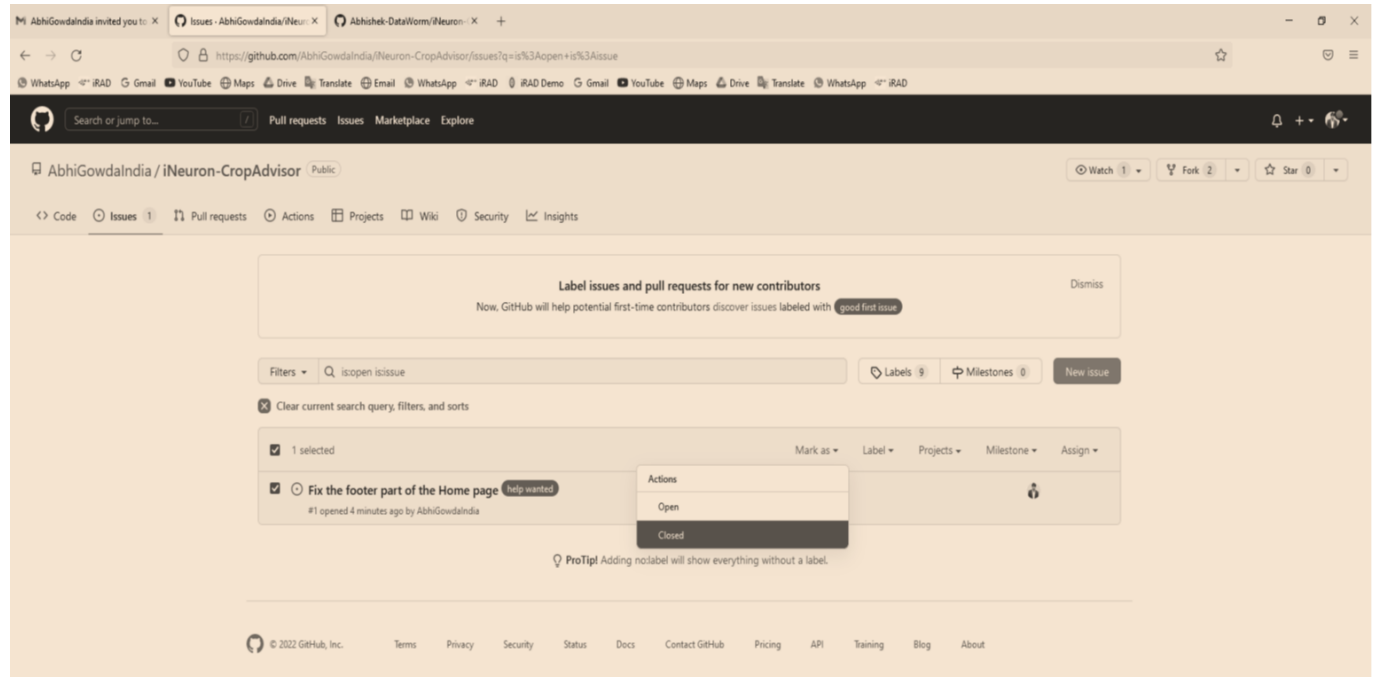 AbhiGowdaIndia invited you to
Issues · AbhiGowdaIndia/iNeuro
Abhishek-DataWorm/iNeuron-
https://github.com/AbhiGowdaIndia/iNeuron-CropAdvisor/issues?q=is%3Aopen+is%3Aissue
WhatsApp iRAD Gmail YouTube Maps Drive Translate Email WhatsApp iRAD iRAD Demo Gmail YouTube Maps Drive Translate WhatsApp iRAD
Search or jump to... / Pull requests Issues Marketplace Explore
AbhiGowdaIndia / iNeuron-CropAdvisor Public Watch 1 Fork 2 Star 0
Code Issues 1 Pull requests Actions Projects Wiki Security Insights
Label issues and pull requests for new contributors Dismiss
Now, GitHub will help potential first-time contributors discover issues labeled with good first issue
Filters is:open is:issue Labels 9 Milestones 0 New issue
Clear current search query, filters, and sorts
1 selected Mark as Label Projects Milestone Assign
Actions
Fix the footer part of the Home page help wanted
Open
#1 opened 4 minutes ago by AbhiGowdaIndia
Closed
ProTip! Adding no:label will show everything without a label.
© 2022 GitHub, Inc. Terms Privacy Security Status Docs Contact GitHub Pricing API Training Blog About